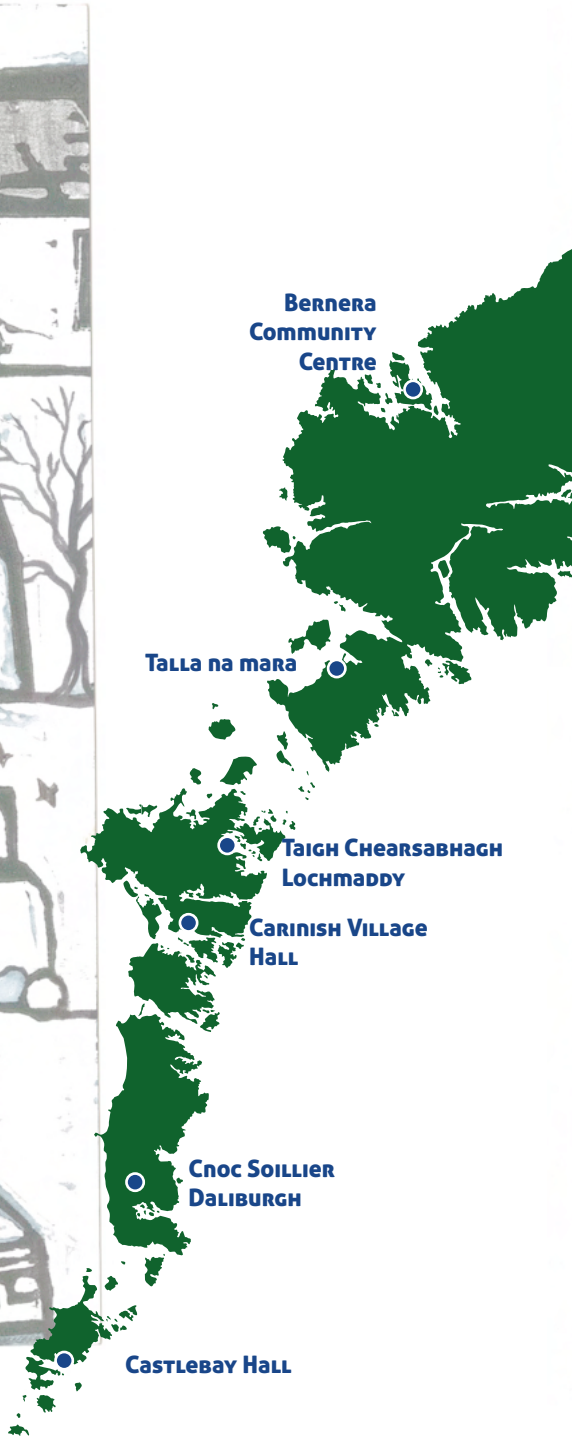 Bernera
Community
Centre
Talla na mara
Taigh Chearsabhagh
Lochmaddy
Carinish Village
Hall
Cnoc Soillier
Daliburgh
Castlebay Hall